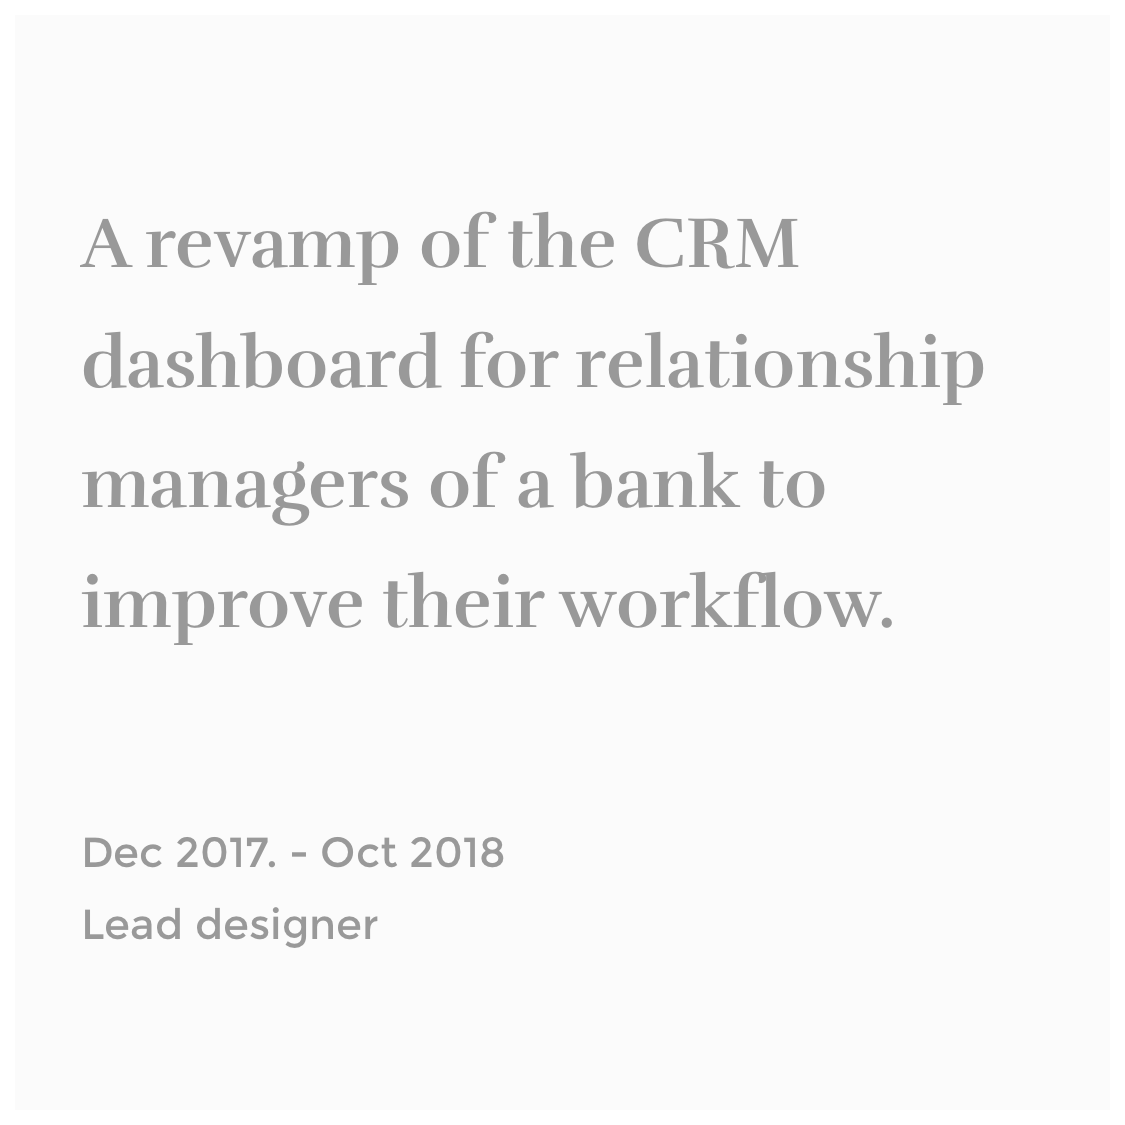 A revamp of the CRM
dashboard for relationship
managers of a bank to
improve their workflow.
Dec 2017. - Oct 2018
Lead designer